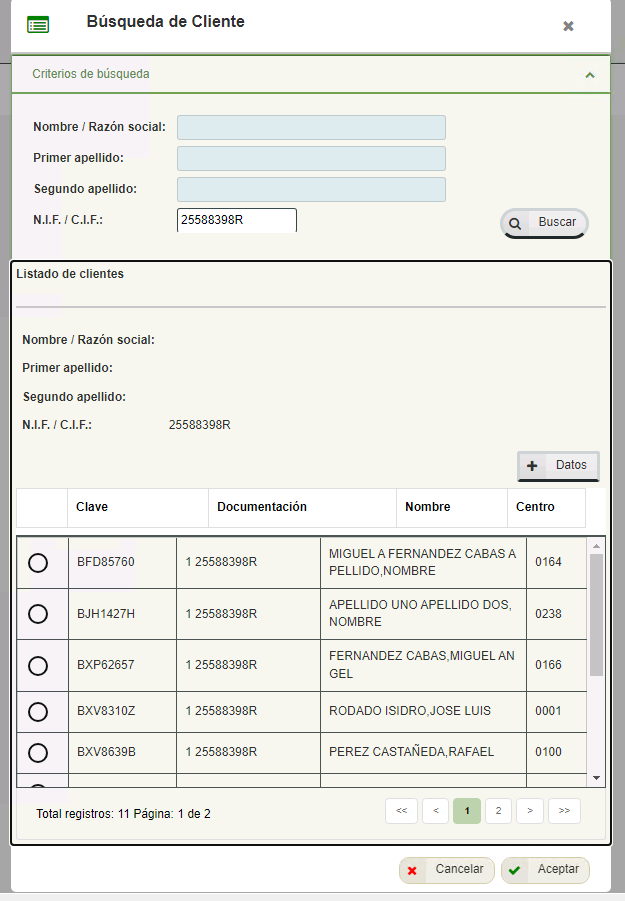 Búsqueda de Cliente
Criterios de búsqueda
Nombre / Razón social:
Primer apellido:
Segundo apellido:
N.I.F. / C.I.F.: 25588398R
Buscar
Listado de clientes
Nombre / Razón social:
Primer apellido:
Segundo apellido:
N.I.F. / C.I.F.: 25588398R
Datos
Clave Documentación Nombre Centro
BFD85760 1 25588398R MIGUEL A FERNANDEZ CABAS A 0164
PELLIDO,NOMBRE
BJH1427H 1 25588398R APELLIDO UNO APELLIDO DOS, 0238
NOMBRE
BXP62657 1 25588398R FERNANDEZ CABAS,MIGUEL AN 0166
GEL
BXV8310Z 1 25588398R RODADO ISIDRO,JOSE LUIS 0001
BXV8639B 1 25588398R PEREZ CASTAÑEDA,RAFAEL 0100
Total registros: 11 Página: 1 de 2 << < 1 2 > >>
Cancelar Aceptar